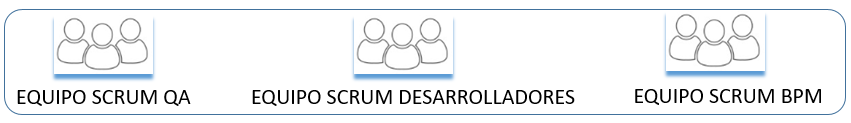 EQUIPO SCRUM QA
EQUIPO SCRUM DESARROLLADORES
EQUIPO SCRUM BPM